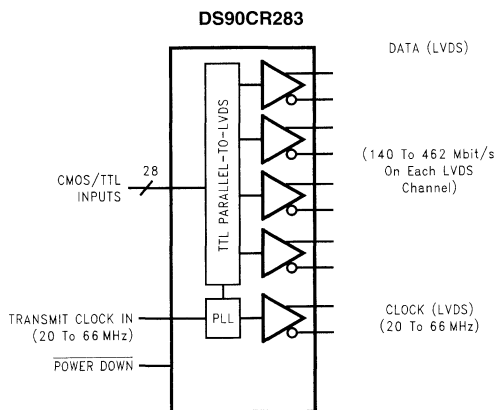 DS90CR283
DATA (LVDS)
TTL PARALLEL-TO-LVDS
28
CMOS/TTL
INPUTS
(140 To 462 Mbit/s
On Each LVDS
Channel)
TRANSMIT CLOCK IN
(20 To 66 MHz)
PLL
CLOCK (LVDS)
(20 To 66 MHz)
POWER DOWN